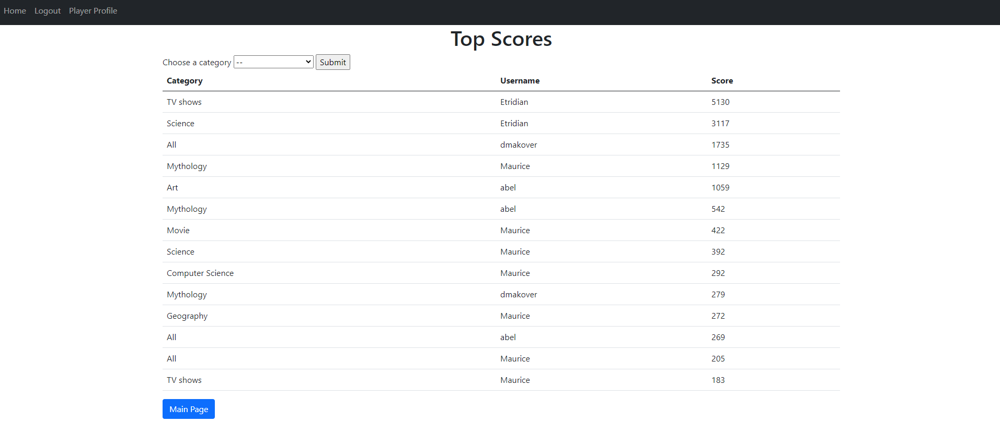 Home Logout Player Profile
Top Scores
Choose a category -- Submit
Category Username Score
TV shows Etridian 5130
Science Etridian 3117
All dmakover 1735
Mythology Maurice 1129
Art abel 1059
Mythology abel 542
Movie Maurice 422
Science Maurice 392
Computer Science Maurice 292
Mythology dmakover 279
Geography Maurice 272
All abel 269
All Maurice 205
TV shows Maurice 183
Main Page